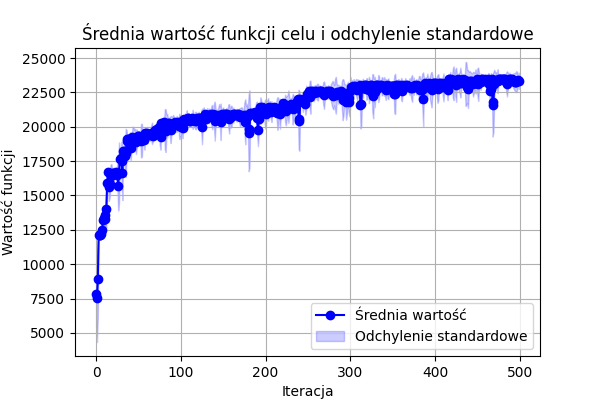 Średnia wartość funkcji celu i odchylenie standardowe
25000
22500
20000
17500
15000
12500
10000
7500
5000
Wartość funkcji
Średnia wartość
Odchylenie standardowe
0 100 200 300 400 500
Iteracja